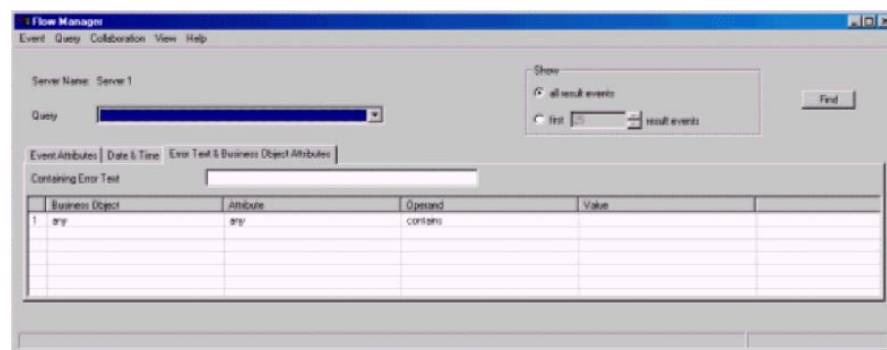 Flow Manager
Event Query Collaboration View Help
Server Name: Server 1
Show
all result events
Query
first 25 result events
Find
Event Attributes Date & Time Error Text & Business Object Attributes
Containing Error Text
Business Object Attribute Operand Value
1 any any contains